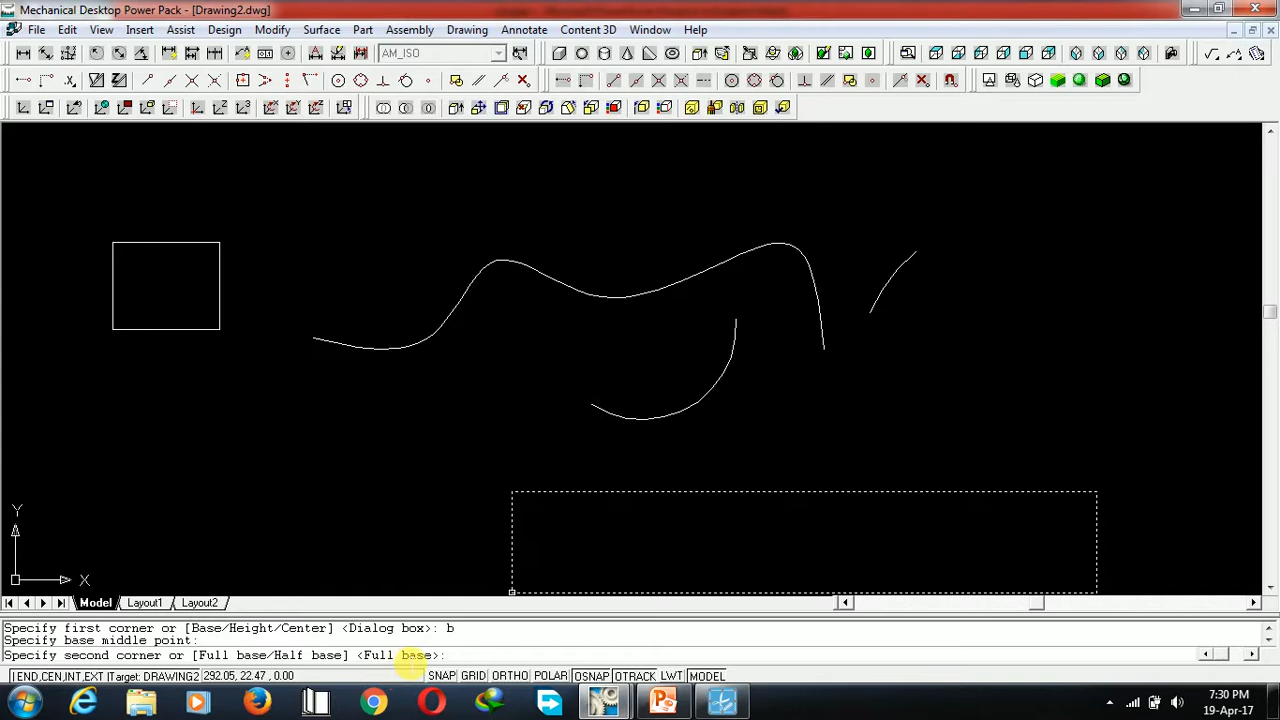 Mechanical Desktop Power Pack - [Drawing2.dwg]
File Edit View Insert Assist Design Modify Surface Part Assembly Drawing Annotate Content 3D Window Help
AM_ISO
Y
X
Model Layout1 Layout2
Specify first corner or [Base/Height/Center] <Dialog box>: b
Specify base middle point:
Specify second corner or [Full base/Half base] <Full base>:
[END,CEN,INT,EXT ITarget: DRAWING2 292.05, 22.47 , 0.00 SNAP GRID ORTHO POLAR OSNAP OTRACK LWT MODEL
7:30 PM
19-Apr-17